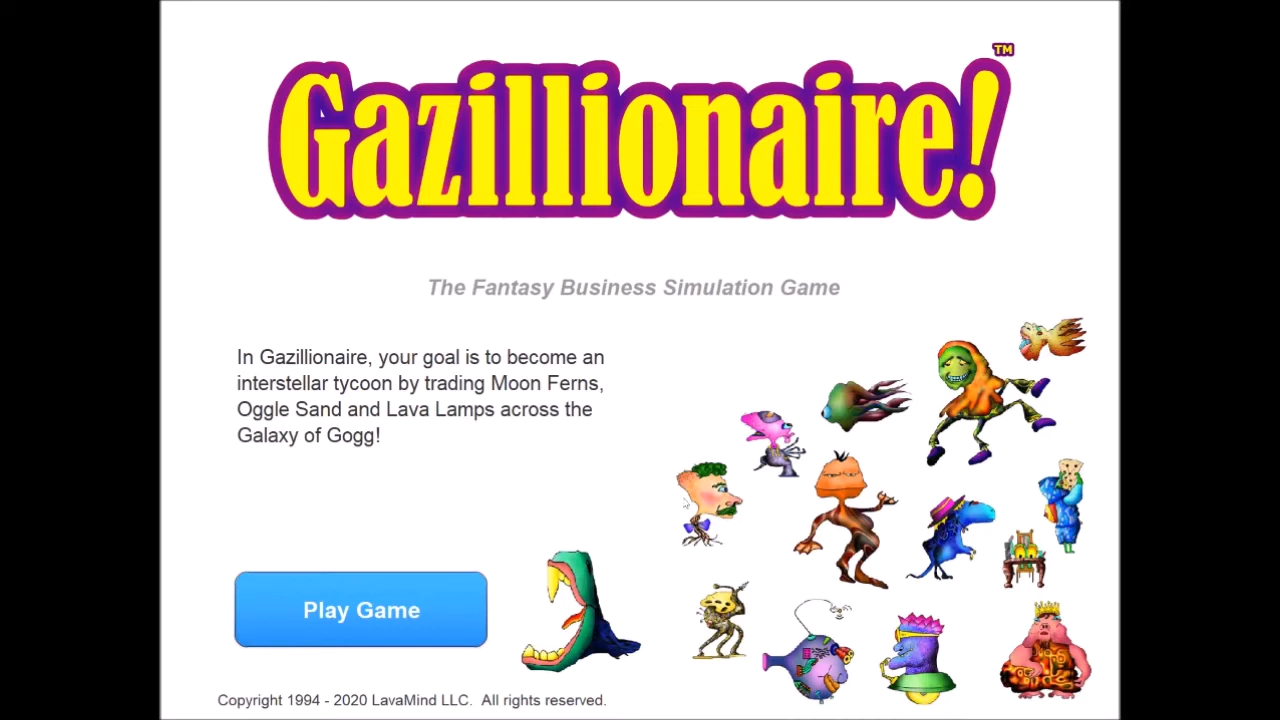 Gazillionaire!™
The Fantasy Business Simulation Game
In Gazillionaire, your goal is to become an
interstellar tycoon by trading Moon Ferns,
Oggle Sand and Lava Lamps across the
Galaxy of Gogg!
Play Game
Copyright 1994 - 2020 LavaMind LLC.  All rights reserved.